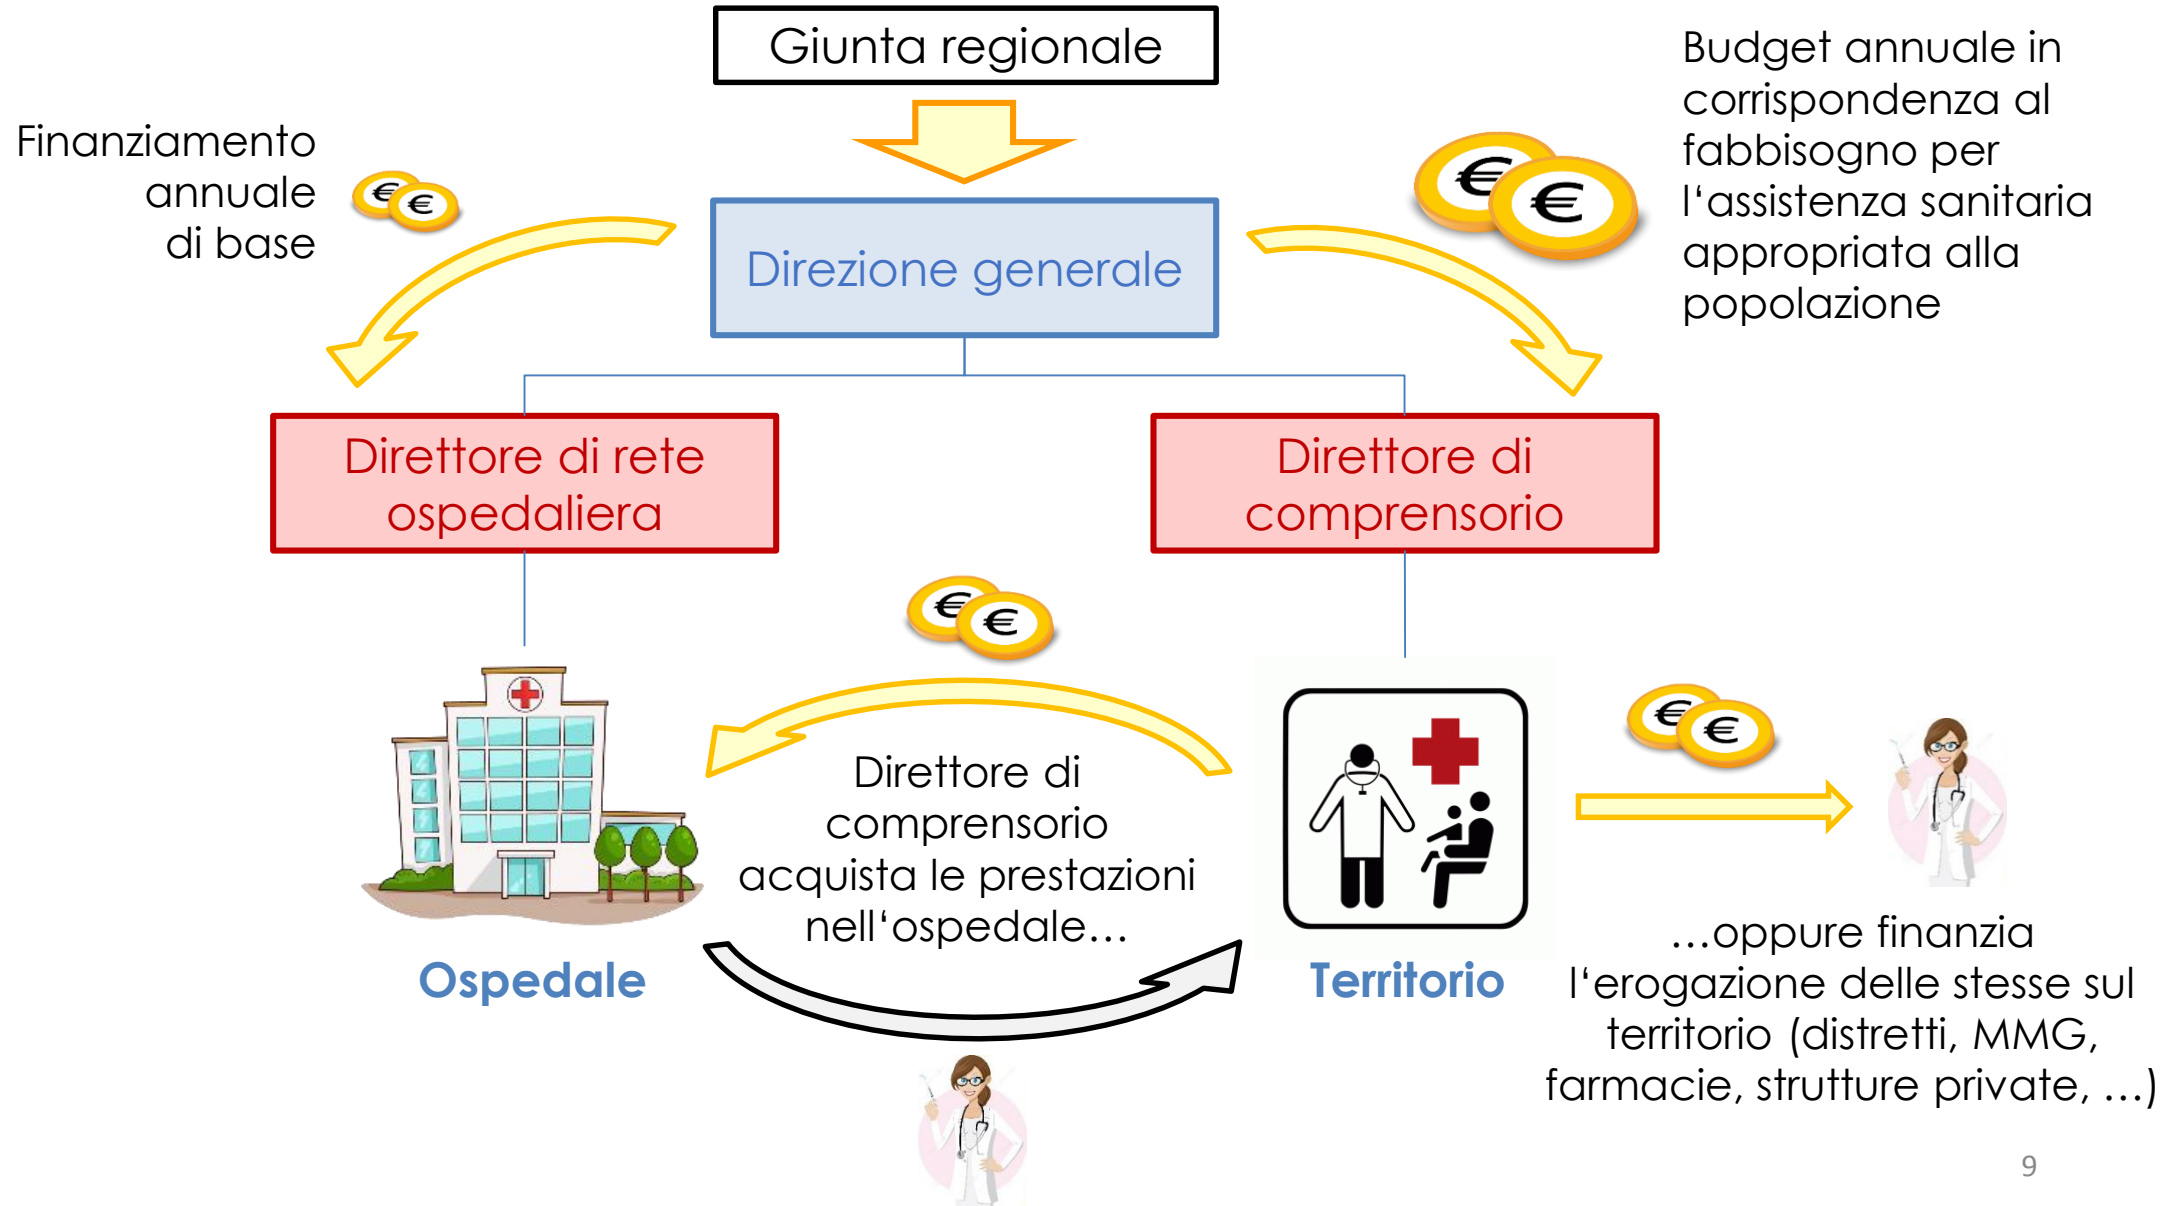 Giunta regionale
Finanziamento
annuale
di base
Budget annuale in
corrispondenza al
fabbisogno per
l‘assistenza sanitaria
appropriata alla
popolazione
€
€
€
€
Direzione generale
Direttore di rete
ospedaliera
Direttore di
comprensorio
€
€
Direttore di
comprensorio
acquista le prestazioni
nell‘ospedale…
€
€
Ospedale
Territorio
…oppure finanzia
l‘erogazione delle stesse sul
territorio (distretti, MMG,
farmacie, strutture private, …)
9